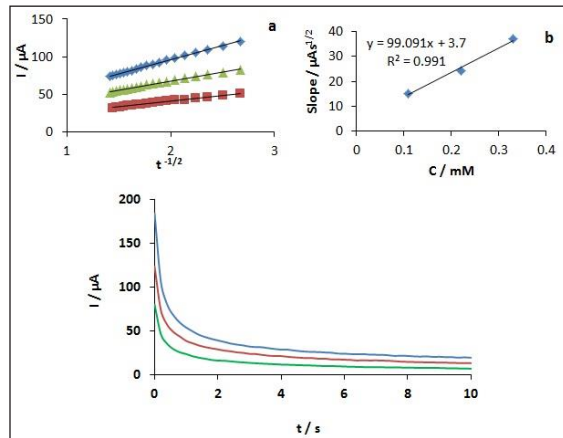 a
I / µA
150
100
50
0
1 2 3
t -1/2
b
Slope / µAs1/2
40
30
20
10
0
y = 99.091x + 3.7
R² = 0.991
0 0.1 0.2 0.3 0.4
C / mM
I / µA
200
150
100
50
0
0 2 4 6 8 10
t / s